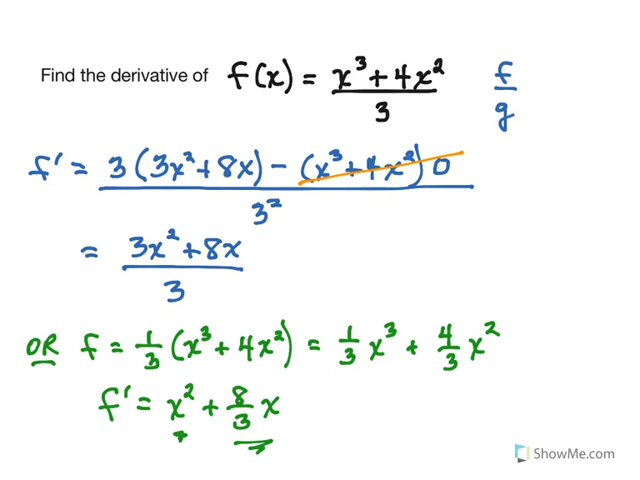 Find the derivative of f(x) = x³ + 4x² / 3 f/g
f' = 3(3x² + 8x) − (x³ + 4x²) 0 / 3²
= 3x² + 8x / 3
OR f = 1/3 (x³ + 4x²) = 1/3 x³ + 4/3 x²
f' = x² + 8/3 x
ShowMe.com